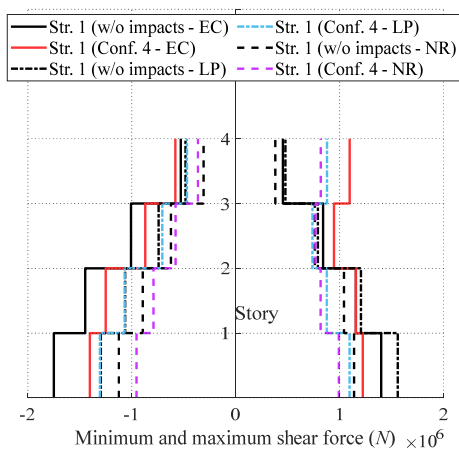 Str. 1 (w/o impacts - EC)
Str. 1 (Conf. 4 - EC)
Str. 1 (w/o impacts - LP)
Str. 1 (Conf. 4 - LP)
Str. 1 (w/o impacts - NR)
Str. 1 (Conf. 4 - NR)
4
3
2
Story
1
-2 -1 0 1 2
×10⁶
Minimum and maximum shear force (N)